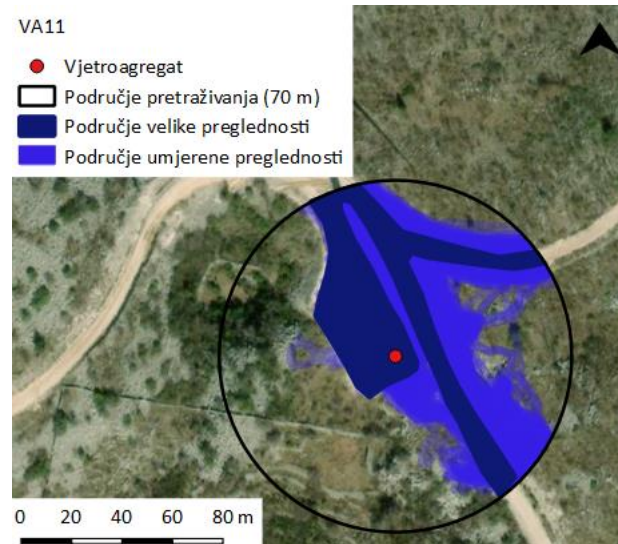 VA11
Vjetroagregat
Područje pretraživanja (70 m)
Područje velike preglednosti
Područje umjerene preglednosti
0 20 40 60 80 m